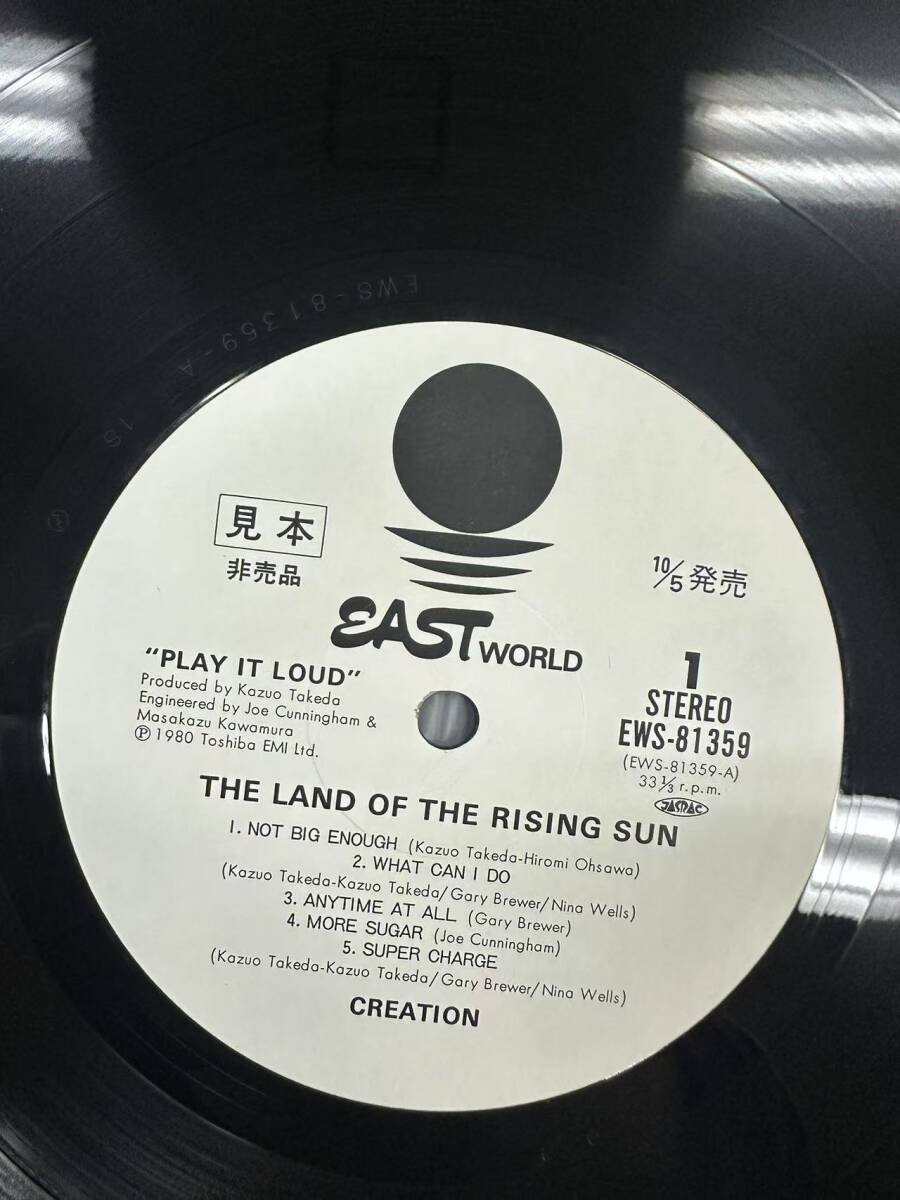 EWS-81359-A
1S
見本
非売品
10/5 発売
EAST WORLD
"PLAY IT LOUD"
Produced by Kazuo Takeda
Engineered by Joe Cunningham &
Masakazu Kawamura
Ⓟ 1980 Toshiba EMI Ltd.
1
STEREO
EWS-81359
(EWS-81359-A)
33 1/3 r.p.m.
JASRAC
THE LAND OF THE RISING SUN
1. NOT BIG ENOUGH (Kazuo Takeda-Hiromi Ohsawa)
2. WHAT CAN I DO
(Kazuo Takeda-Kazuo Takeda/Gary Brewer/Nina Wells)
3. ANYTIME AT ALL (Gary Brewer)
4. MORE SUGAR (Joe Cunningham)
5. SUPER CHARGE
(Kazuo Takeda-Kazuo Takeda/Gary Brewer/Nina Wells)
CREATION